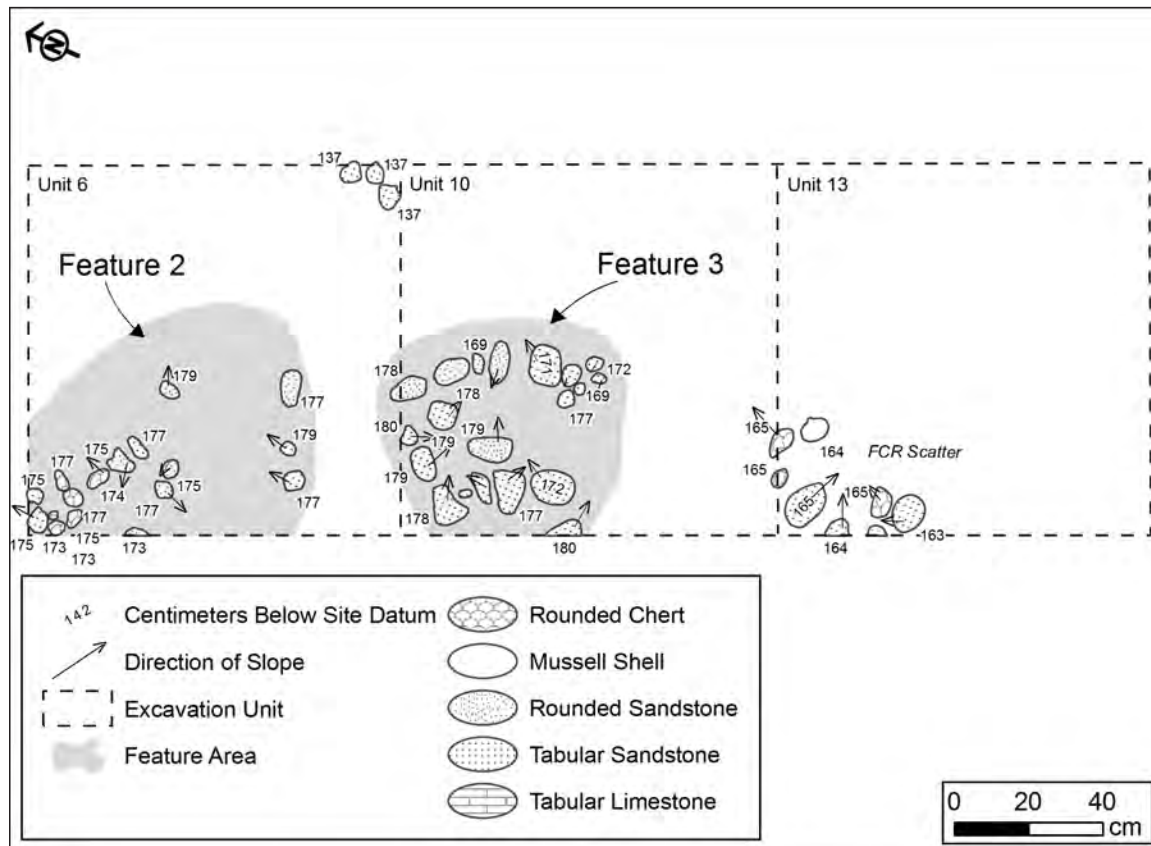 N
137
137
137
Unit 6
Unit 10
Unit 13
Feature 2
Feature 3
169
171
172
169
177
178
178
179
177
179
180
179
179
179
178
177
172
180
177
175
174
177
175
175
177
177
177
175
173
175
173
173
165
164
FCR Scatter
165
165
165
164
163
142
Centimeters Below Site Datum
Direction of Slope
Excavation Unit
Feature Area
Rounded Chert
Mussell Shell
Rounded Sandstone
Tabular Sandstone
Tabular Limestone
0 20 40
cm